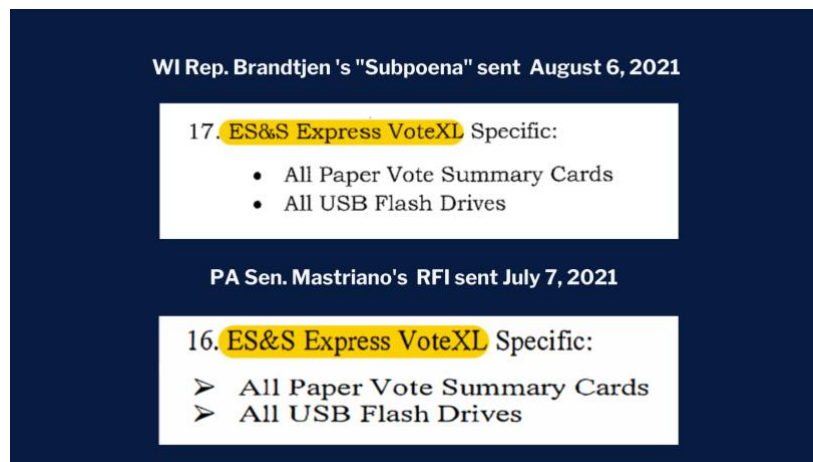 WI Rep. Brandtjen 's "Subpoena" sent August 6, 2021
17. ES&S Express VoteXL Specific:
• All Paper Vote Summary Cards
• All USB Flash Drives
PA Sen. Mastriano's RFI sent July 7, 2021
16. ES&S Express VoteXL Specific:
➢ All Paper Vote Summary Cards
➢ All USB Flash Drives